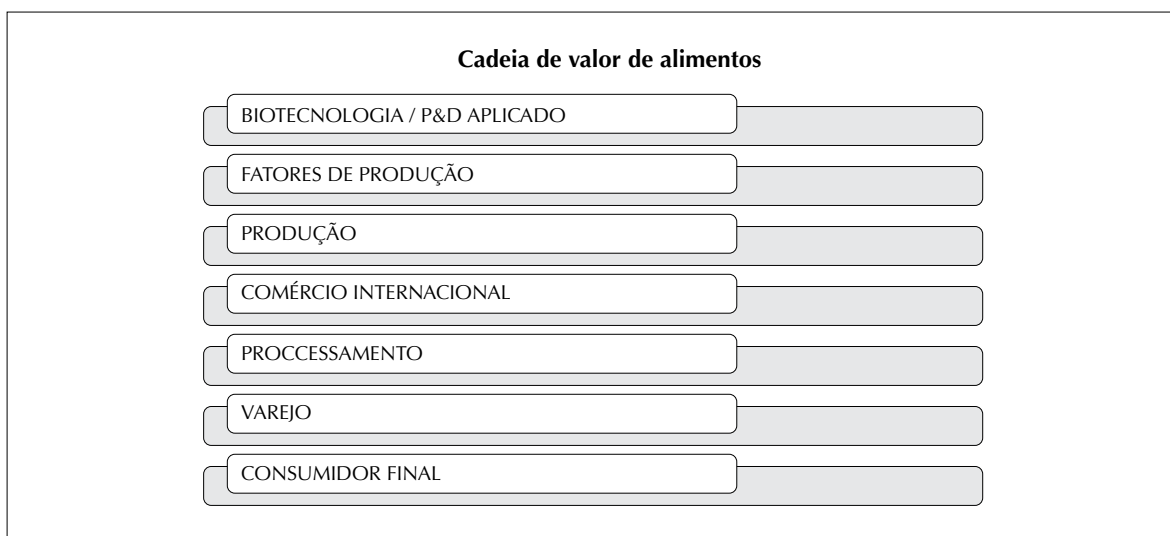 Cadeia de valor de alimentos
BIOTECNOLOGIA / P&D APLICADO
FATORES DE PRODUÇÃO
PRODUÇÃO
COMÉRCIO INTERNACIONAL
PROCCESSAMENTO
VAREJO
CONSUMIDOR FINAL